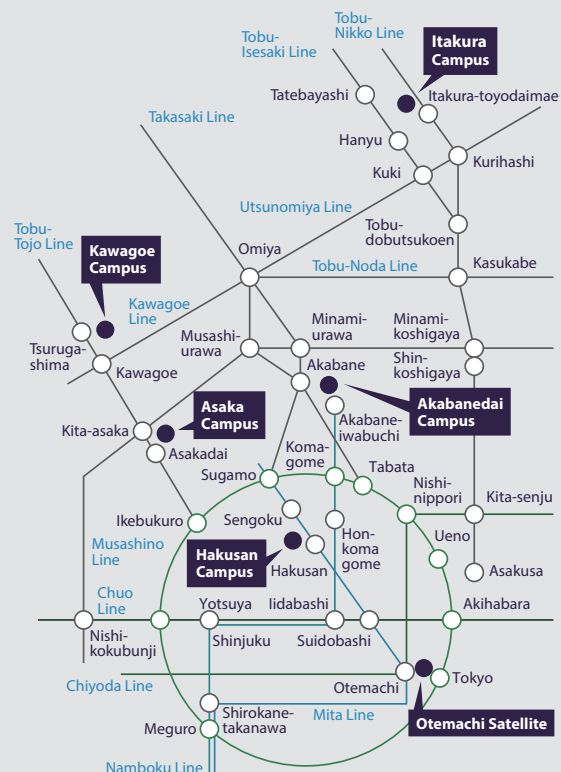 Tobu-
Nikko Line
Itakura
Campus
Tobu-
Isesaki Line
Tatebayashi
Itakura-toyodaimae
Takasaki Line
Hanyu
Kurihashi
Kuki
Utsunomiya Line
Tobu-
dobutsukoen
Tobu-
Tojo Line
Kawagoe
Campus
Omiya
Tobu-Noda Line
Kasukabe
Kawagoe
Line
Tsuruga-
shima
Musashi-
urawa
Minami-
urawa
Minami-
koshigaya
Shin-
koshigaya
Kawagoe
Akabane
Asaka
Campus
Akabane-
iwabuchi
Akabanedai
Campus
Kita-asaka
Asakadai
Koma-
gome
Tabata
Sugamo
Nishi-
nippori
Kita-senju
Ikebukuro
Sengoku
Hon-
koma
gome
Ueno
Musashino
Line
Hakusan
Campus
Hakusan
Asakusa
Chuo
Line
Yotsuya
Iidabashi
Akihabara
Nishi-
kokubunji
Shinjuku
Suidobashi
Chiyoda Line
Otemachi
Tokyo
Shirokane-
takanawa
Mita Line
Otemachi Satellite
Meguro
Namboku Line